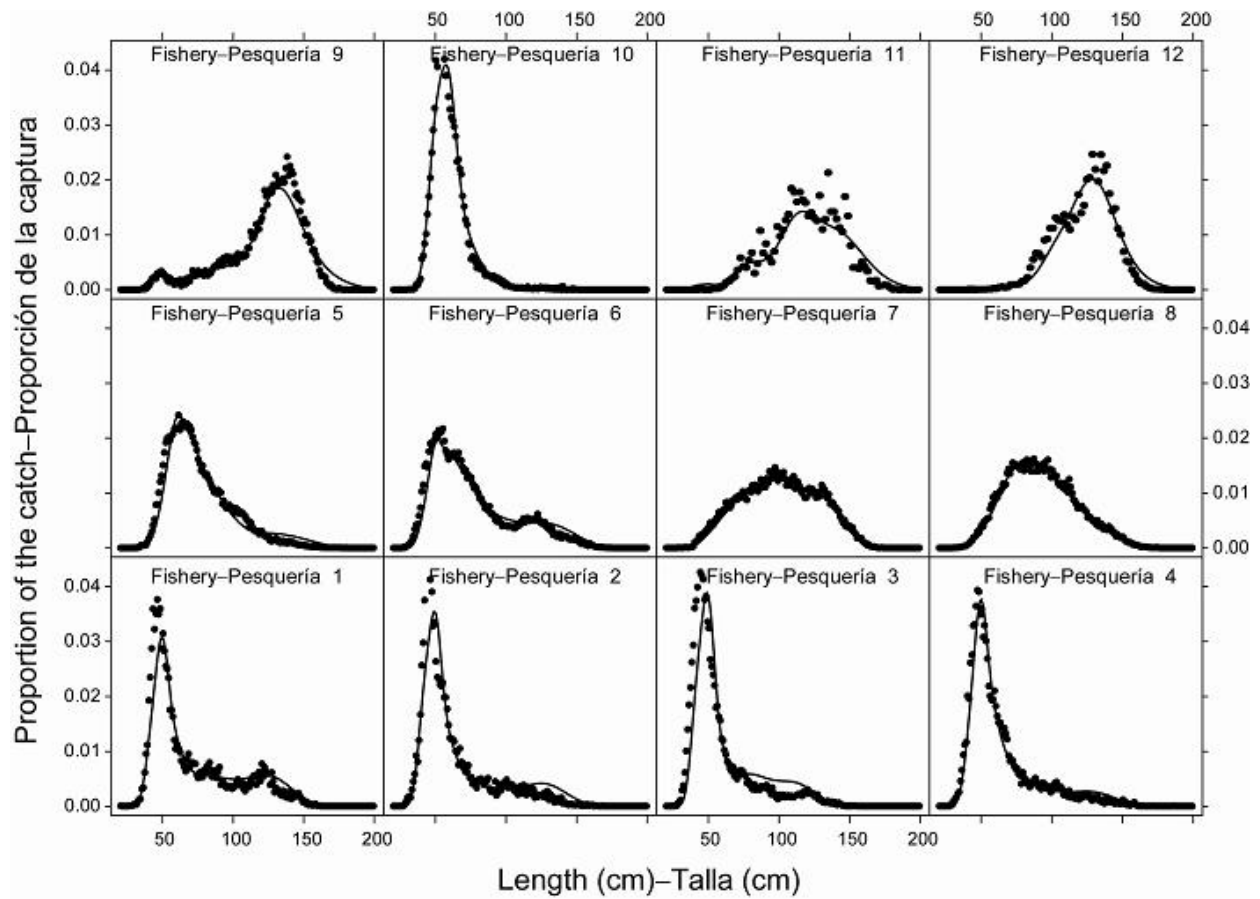 50 100 150 200 50 100 150 200
Fishery–Pesquería 9 Fishery–Pesquería 10 Fishery–Pesquería 11 Fishery–Pesquería 12
0.04
0.03
0.02
0.01
0.00
Fishery–Pesquería 5 Fishery–Pesquería 6 Fishery–Pesquería 7 Fishery–Pesquería 8
0.04
0.03
0.02
0.01
0.00
Fishery–Pesquería 1 Fishery–Pesquería 2 Fishery–Pesquería 3 Fishery–Pesquería 4
0.04
0.03
0.02
0.01
0.00
50 100 150 200 50 100 150 200
Length (cm)–Talla (cm)
Proportion of the catch–Proporción de la captura